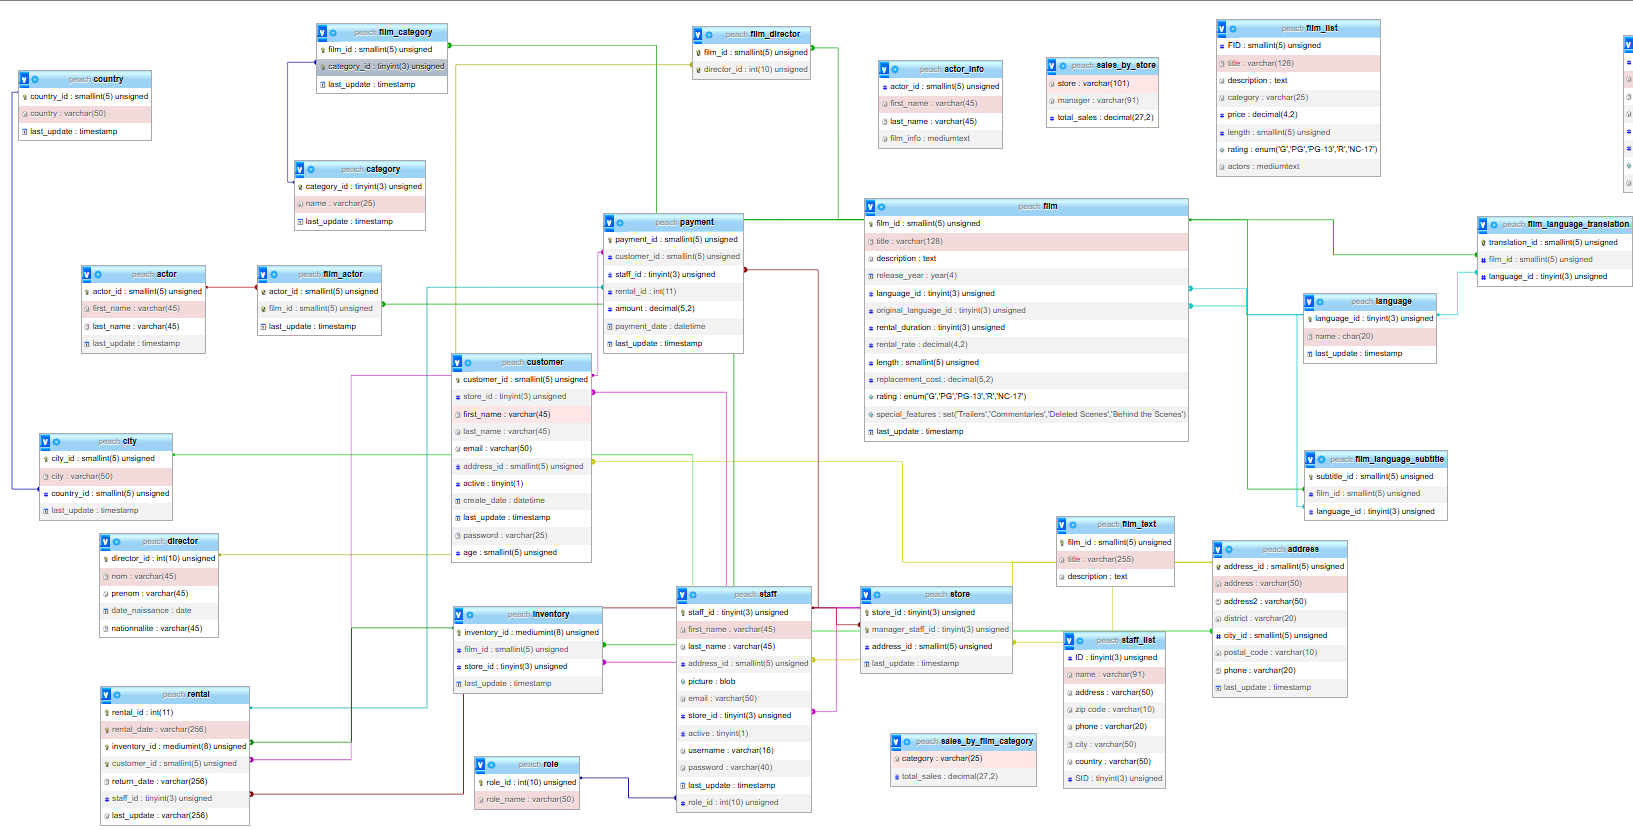 peach film_category
film_id : smallint(5) unsigned
category_id : tinyint(3) unsigned
last_update : timestamp
peach film_director
film_id : smallint(5) unsigned
director_id : int(10) unsigned
peach film_list
FID : smallint(5) unsigned
title : varchar(128)
description : text
category : varchar(25)
price : decimal(4,2)
length : smallint(5) unsigned
rating : enum('G','PG','PG-13','R','NC-17')
actors : mediumtext
peach country
country_id : smallint(5) unsigned
country : varchar(50)
last_update : timestamp
peach actor_info
actor_id : smallint(5) unsigned
first_name : varchar(45)
last_name : varchar(45)
film_info : mediumtext
peach sales_by_store
store : varchar(101)
manager : varchar(91)
total_sales : decimal(27,2)
peach category
category_id : tinyint(3) unsigned
name : varchar(25)
last_update : timestamp
peach payment
payment_id : smallint(5) unsigned
customer_id : smallint(5) unsigned
staff_id : tinyint(3) unsigned
rental_id : int(11)
amount : decimal(5,2)
payment_date : datetime
last_update : timestamp
peach film
film_id : smallint(5) unsigned
title : varchar(128)
description : text
release_year : year(4)
language_id : tinyint(3) unsigned
original_language_id : tinyint(3) unsigned
rental_duration : tinyint(3) unsigned
rental_rate : decimal(4,2)
length : smallint(5) unsigned
replacement_cost : decimal(5,2)
rating : enum('G','PG','PG-13','R','NC-17')
special_features : set('Trailers','Commentaries','Deleted Scenes','Behind the Scenes')
last_update : timestamp
peach film_language_translation
translation_id : smallint(5) unsigned
film_id : smallint(5) unsigned
language_id : tinyint(3) unsigned
peach actor
actor_id : smallint(5) unsigned
first_name : varchar(45)
last_name : varchar(45)
last_update : timestamp
peach film_actor
actor_id : smallint(5) unsigned
film_id : smallint(5) unsigned
last_update : timestamp
peach language
language_id : tinyint(3) unsigned
name : char(20)
last_update : timestamp
peach customer
customer_id : smallint(5) unsigned
store_id : tinyint(3) unsigned
first_name : varchar(45)
last_name : varchar(45)
email : varchar(50)
address_id : smallint(5) unsigned
active : tinyint(1)
create_date : datetime
last_update : timestamp
password : varchar(25)
age : smallint(5) unsigned
peach city
city_id : smallint(5) unsigned
city : varchar(50)
country_id : smallint(5) unsigned
last_update : timestamp
peach film_language_subtitle
subtitle_id : smallint(5) unsigned
film_id : smallint(5) unsigned
language_id : tinyint(3) unsigned
peach director
director_id : int(10) unsigned
nom : varchar(45)
prenom : varchar(45)
date_naissance : date
nationnalite : varchar(45)
peach film_text
film_id : smallint(5) unsigned
title : varchar(255)
description : text
peach address
address_id : smallint(5) unsigned
address : varchar(50)
address2 : varchar(50)
district : varchar(20)
city_id : smallint(5) unsigned
postal_code : varchar(10)
phone : varchar(20)
last_update : timestamp
peach inventory
inventory_id : mediumint(8) unsigned
film_id : smallint(5) unsigned
store_id : tinyint(3) unsigned
last_update : timestamp
peach staff
staff_id : tinyint(3) unsigned
first_name : varchar(45)
last_name : varchar(45)
address_id : smallint(5) unsigned
picture : blob
email : varchar(50)
store_id : tinyint(3) unsigned
active : tinyint(1)
username : varchar(16)
password : varchar(40)
last_update : timestamp
role_id : int(10) unsigned
peach store
store_id : tinyint(3) unsigned
manager_staff_id : tinyint(3) unsigned
address_id : smallint(5) unsigned
last_update : timestamp
peach staff_list
ID : tinyint(3) unsigned
name : varchar(91)
address : varchar(50)
zip code : varchar(10)
phone : varchar(20)
city : varchar(50)
country : varchar(50)
SID : tinyint(3) unsigned
peach rental
rental_id : int(11)
rental_date : varchar(256)
inventory_id : mediumint(8) unsigned
customer_id : smallint(5) unsigned
return_date : varchar(256)
staff_id : tinyint(3) unsigned
last_update : varchar(256)
peach role
role_id : int(10) unsigned
role_name : varchar(50)
peach sales_by_film_category
category : varchar(25)
total_sales : decimal(27,2)